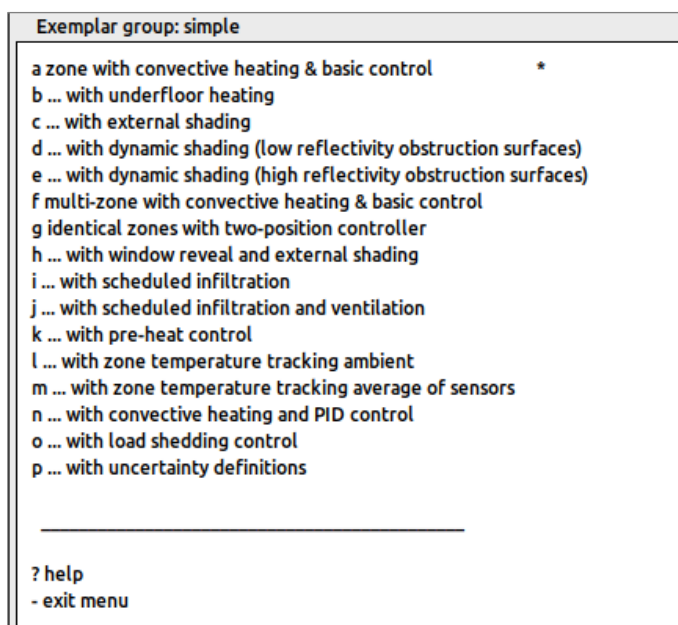 Exemplar group: simple
a zone with convective heating & basic control *
b ... with underfloor heating
c ... with external shading
d ... with dynamic shading (low reflectivity obstruction surfaces)
e ... with dynamic shading (high reflectivity obstruction surfaces)
f multi-zone with convective heating & basic control
g identical zones with two-position controller
h ... with window reveal and external shading
i ... with scheduled infiltration
j ... with scheduled infiltration and ventilation
k ... with pre-heat control
l ... with zone temperature tracking ambient
m ... with zone temperature tracking average of sensors
n ... with convective heating and PID control
o ... with load shedding control
p ... with uncertainty definitions
? help
- exit menu